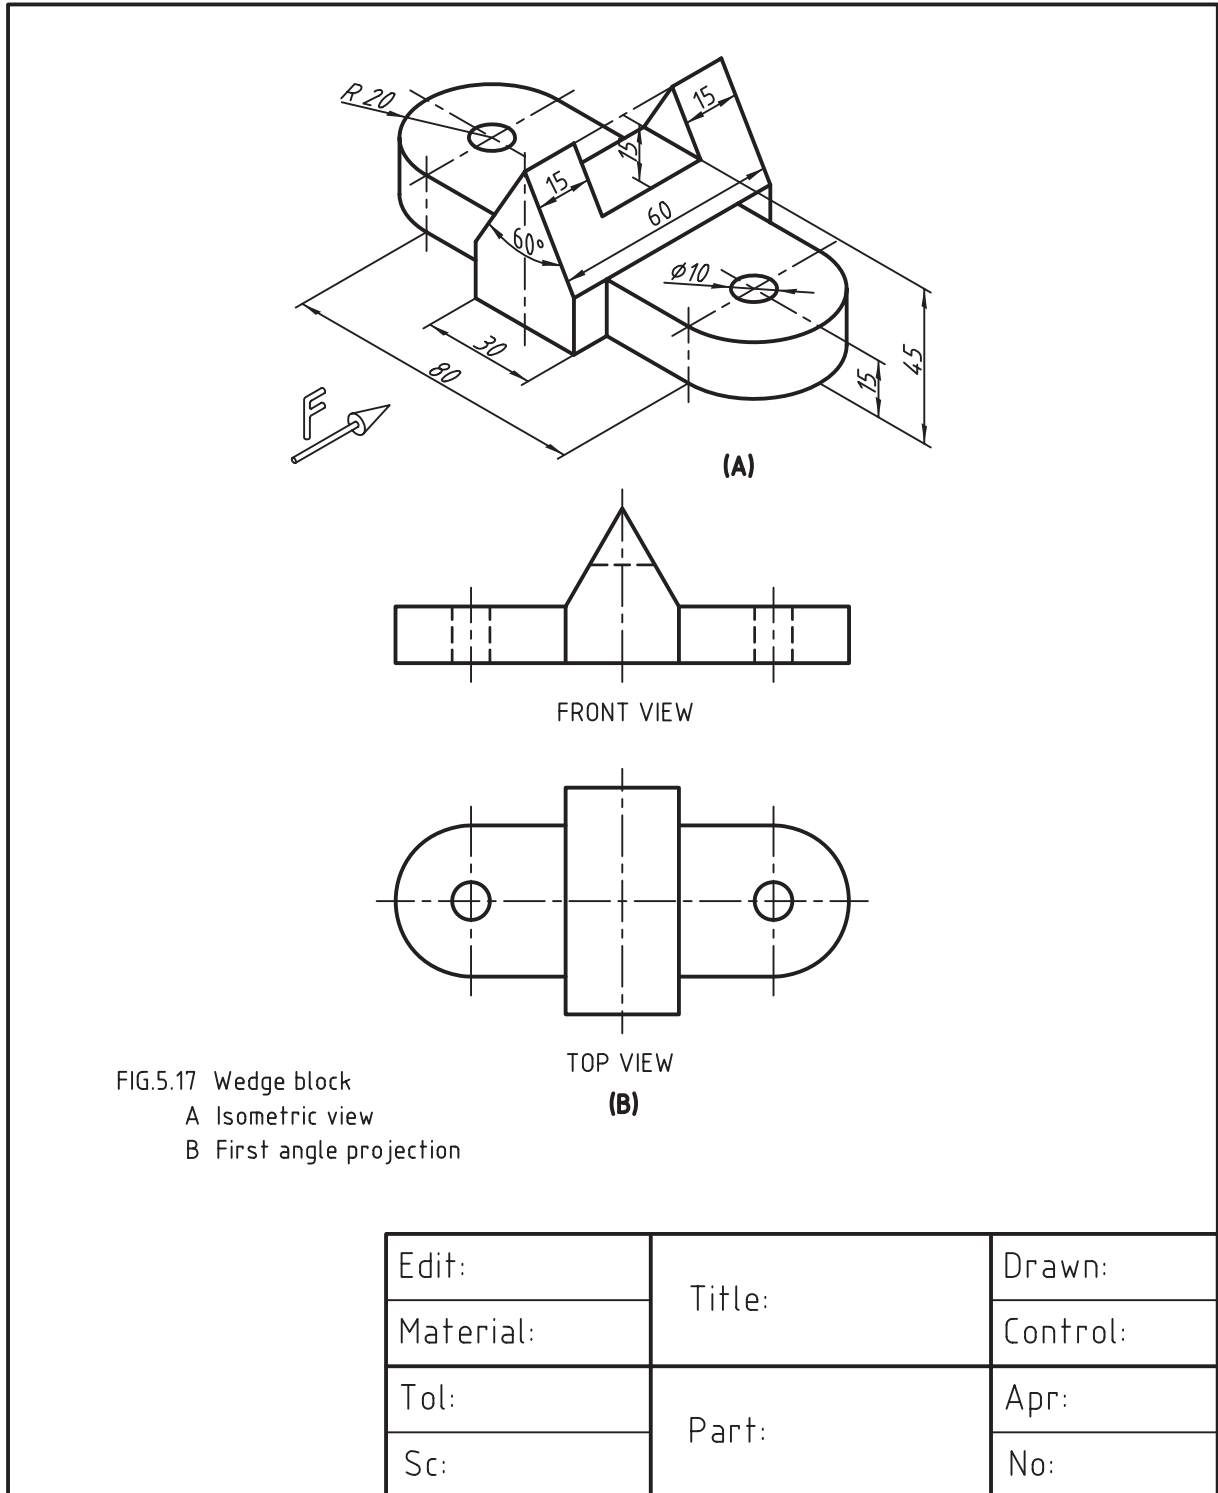 R 20
15
15
15
60
60°
⌀10
30
80
45
15
F
(A)
FRONT VIEW
TOP VIEW
(B)
FIG.5.17 Wedge block
A Isometric view
B First angle projection
Edit:
Title:
Drawn:
Material:
Control:
Tol:
Part:
Apr:
Sc:
No: